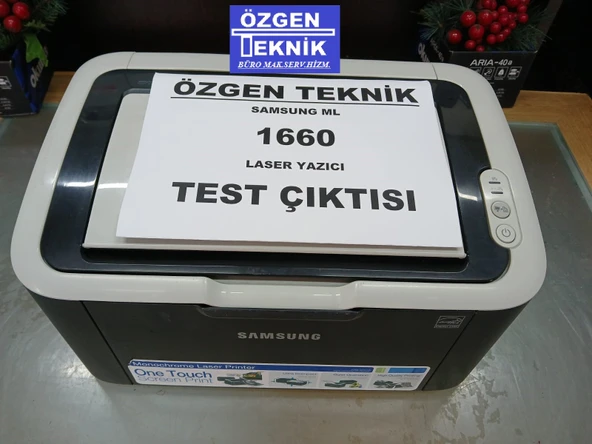 ÖZGEN
TEKNİK
BÜRO MAK.SERV.HİZM.
ARIA-408
ÖZGEN TEKNİK
SAMSUNG ML
1660
LASER YAZICI
TEST ÇIKTISI
SAMSUNG
Monochrome Laser Printer
One Touch
Screen Print